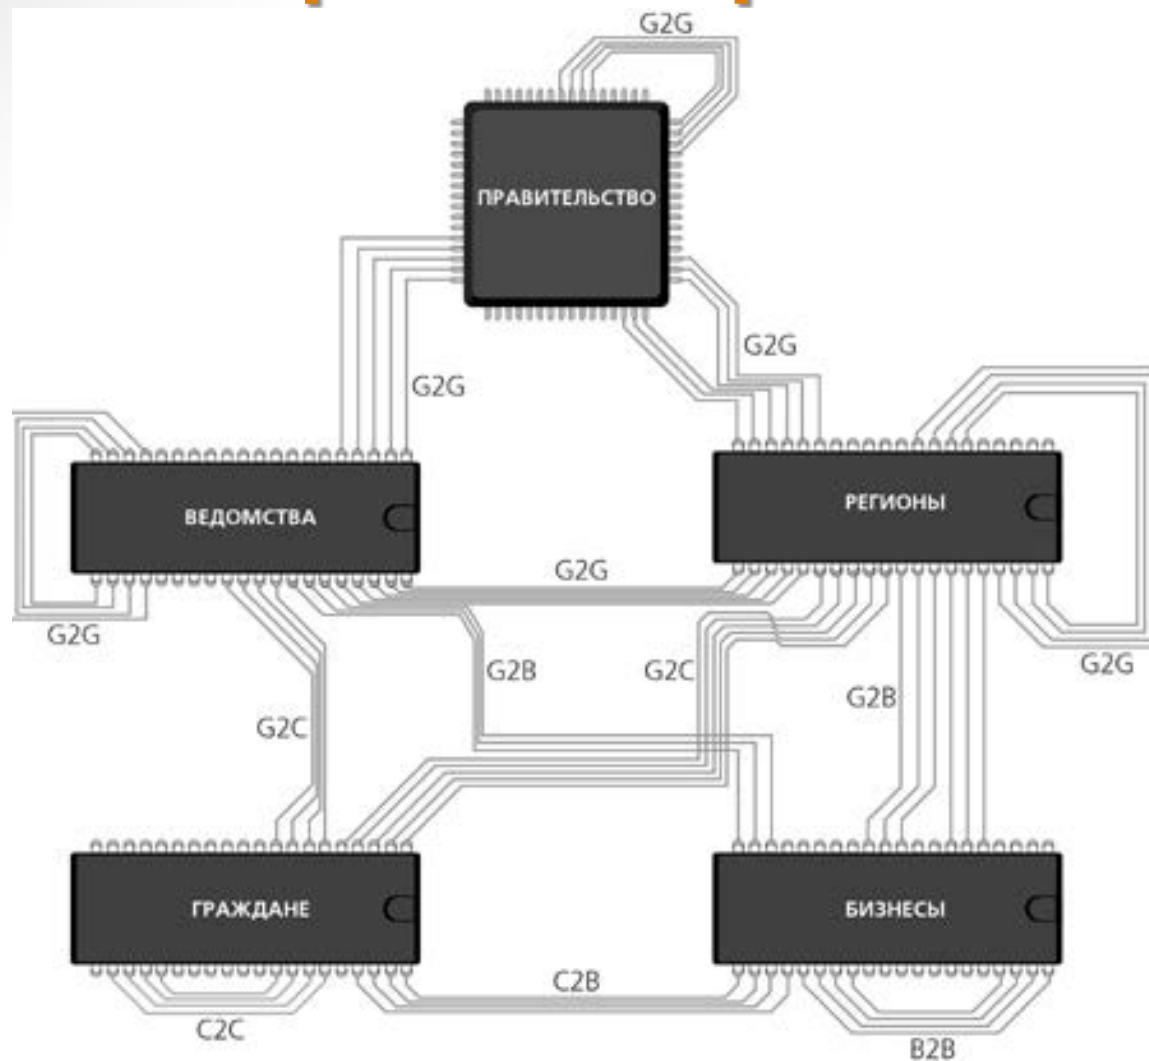 G2G
ПРАВИТЕЛЬСТВО
G2G
G2G
ВЕДОМСТВА
РЕГИОНЫ
G2G
G2G
G2B
G2C
G2G
G2B
G2C
ГРАЖДАНЕ
БИЗНЕСЫ
C2B
C2C
B2B